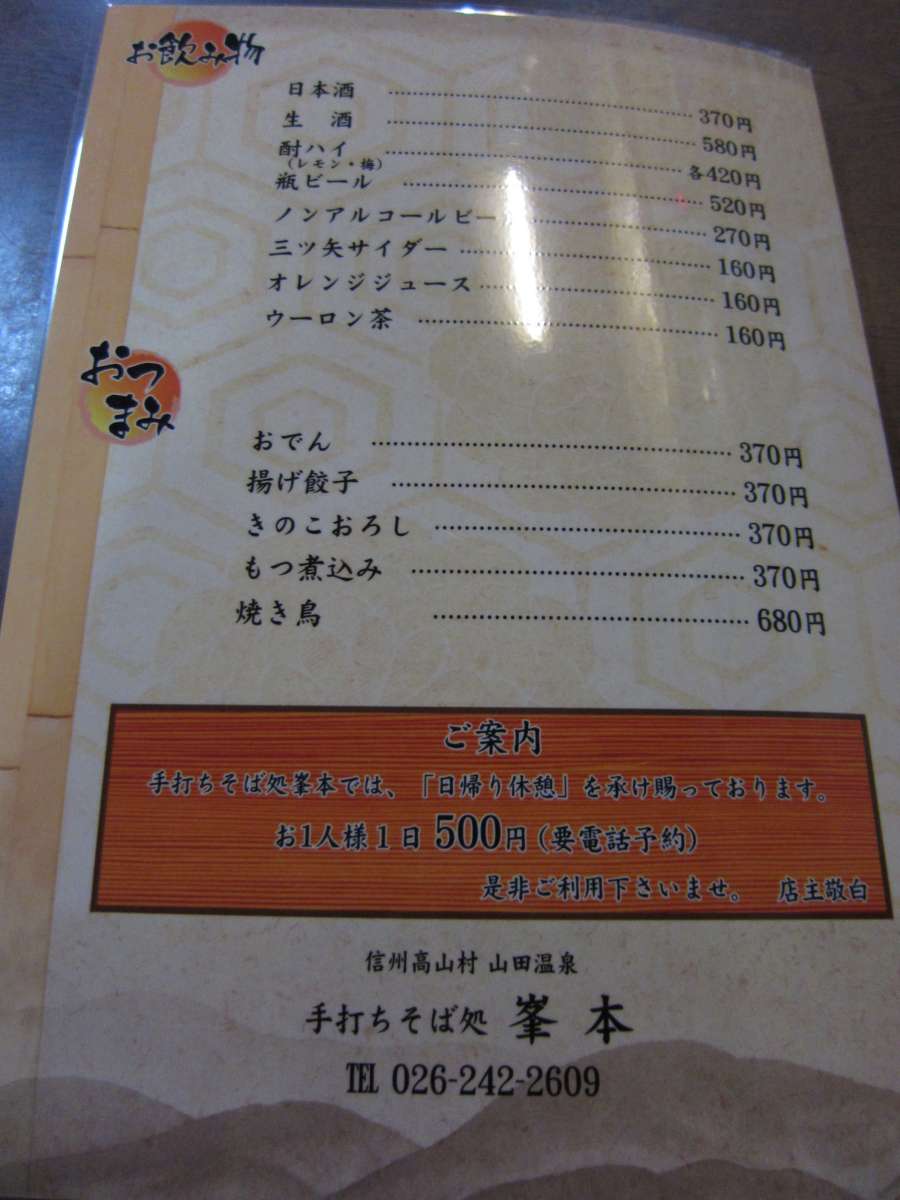 お飲み物
日本酒 370円
生 酒 580円
酎ハイ 各420円
(レモン・梅)
瓶ビール 520円
ノンアルコールビー 270円
三ツ矢サイダー 160円
オレンジジュース 160円
ウーロン茶 160円
おつ
まみ
おでん 370円
揚げ餃子 370円
きのこおろし 370円
もつ煮込み 370円
焼き鳥 680円
ご案内
手打ちそば処峯本では、「日帰り休憩」を承け賜っております。
お1人様1日 500円(要電話予約)
是非ご利用下さいませ。 店主敬白
信州高山村 山田温泉
手打ちそば処 峯本
TEL 026-242-2609